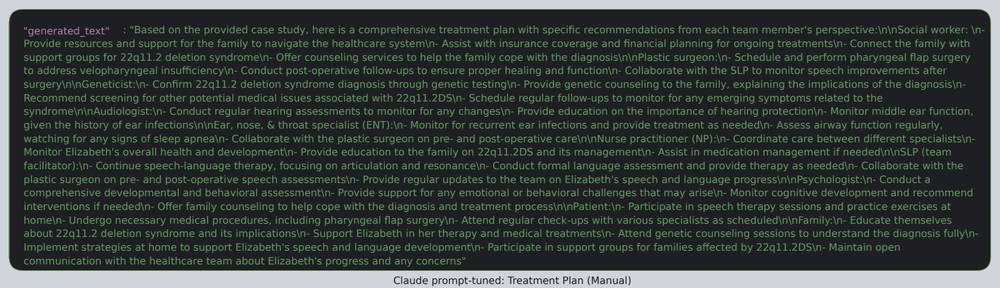 "generated_text" : "Based on the provided case study, here is a comprehensive treatment plan with specific recommendations from each team member's perspective:\n\nSocial worker: \n-
Provide resources and support for the family to navigate the healthcare system\n- Assist with insurance coverage and financial planning for ongoing treatments\n- Connect the family with
support groups for 22q11.2 deletion syndrome\n- Offer counseling services to help the family cope with the diagnosis\n\nPlastic surgeon:\n- Schedule and perform pharyngeal flap surgery
to address velopharyngeal insufficiency\n- Conduct post-operative follow-ups to ensure proper healing and function\n- Collaborate with the SLP to monitor speech improvements after
surgery\n\nGeneticist:\n- Confirm 22q11.2 deletion syndrome diagnosis through genetic testing\n- Provide genetic counseling to the family, explaining the implications of the diagnosis\n-
Recommend screening for other potential medical issues associated with 22q11.2DS\n- Schedule regular follow-ups to monitor for any emerging symptoms related to the
syndrome\n\nAudiologist:\n- Conduct regular hearing assessments to monitor for any changes\n- Provide education on the importance of hearing protection\n- Monitor middle ear function,
given the history of ear infections\n\nEar, nose, & throat specialist (ENT):\n- Monitor for recurrent ear infections and provide treatment as needed\n- Assess airway function regularly,
watching for any signs of sleep apnea\n- Collaborate with the plastic surgeon on pre- and post-operative care\n\nNurse practitioner (NP):\n- Coordinate care between different specialists\n-
Monitor Elizabeth's overall health and development\n- Provide education to the family on 22q11.2DS and its management\n- Assist in medication management if needed\n\nSLP (team
facilitator):\n- Continue speech-language therapy, focusing on articulation and resonance\n- Conduct formal language assessment and provide therapy as needed\n- Collaborate with the
plastic surgeon on pre- and post-operative speech assessments\n- Provide regular updates to the team on Elizabeth's speech and language progress\n\nPsychologist:\n- Conduct a
comprehensive developmental and behavioral assessment\n- Provide support for any emotional or behavioral challenges that may arise\n- Monitor cognitive development and recommend
interventions if needed\n- Offer family counseling to help cope with the diagnosis and treatment process\n\nPatient:\n- Participate in speech therapy sessions and practice exercises at
home\n- Undergo necessary medical procedures, including pharyngeal flap surgery\n- Attend regular check-ups with various specialists as scheduled\n\nFamily:\n- Educate themselves
about 22q11.2 deletion syndrome and its implications\n- Support Elizabeth in her therapy and medical treatments\n- Attend genetic counseling sessions to understand the diagnosis fully\n-
Implement strategies at home to support Elizabeth's speech and language development\n- Participate in support groups for families affected by 22q11.2DS\n- Maintain open
communication with the healthcare team about Elizabeth's progress and any concerns"
Claude prompt-tuned: Treatment Plan (Manual)